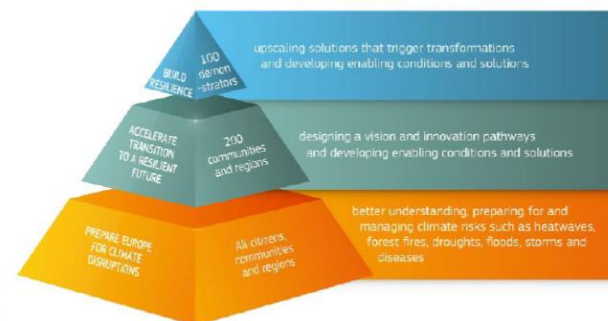 BUILD
RESILIENCE
100
demon
-strators
upscaling solutions that trigger transformations
and developing enabling conditions and solutions
ACCELERATE
TRANSITION
TO A RESILIENT
FUTURE
200
communities
and regions
designing a vision and innovation pathways
and developing enabling conditions and solutions
PREPARE EUROPE
FOR CLIMATE
DISRUPTIONS
All citizens,
communities
and regions
better understanding, preparing for and
managing climate risks such as heatwaves,
forest fires, droughts, floods, storms and
diseases